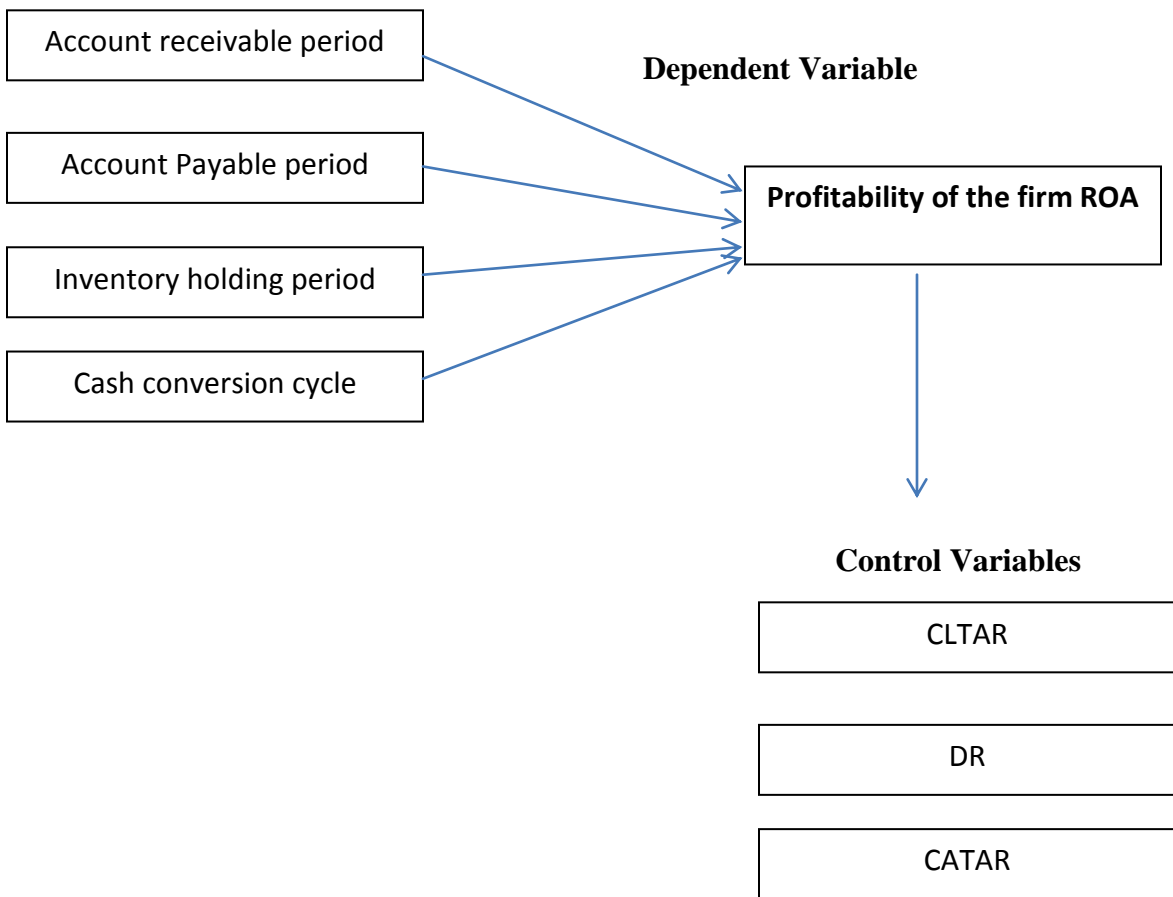 Account receivable period
Dependent Variable
Account Payable period
Profitability of the firm ROA
Inventory holding period
Cash conversion cycle
Control Variables
CLTAR
DR
CATAR